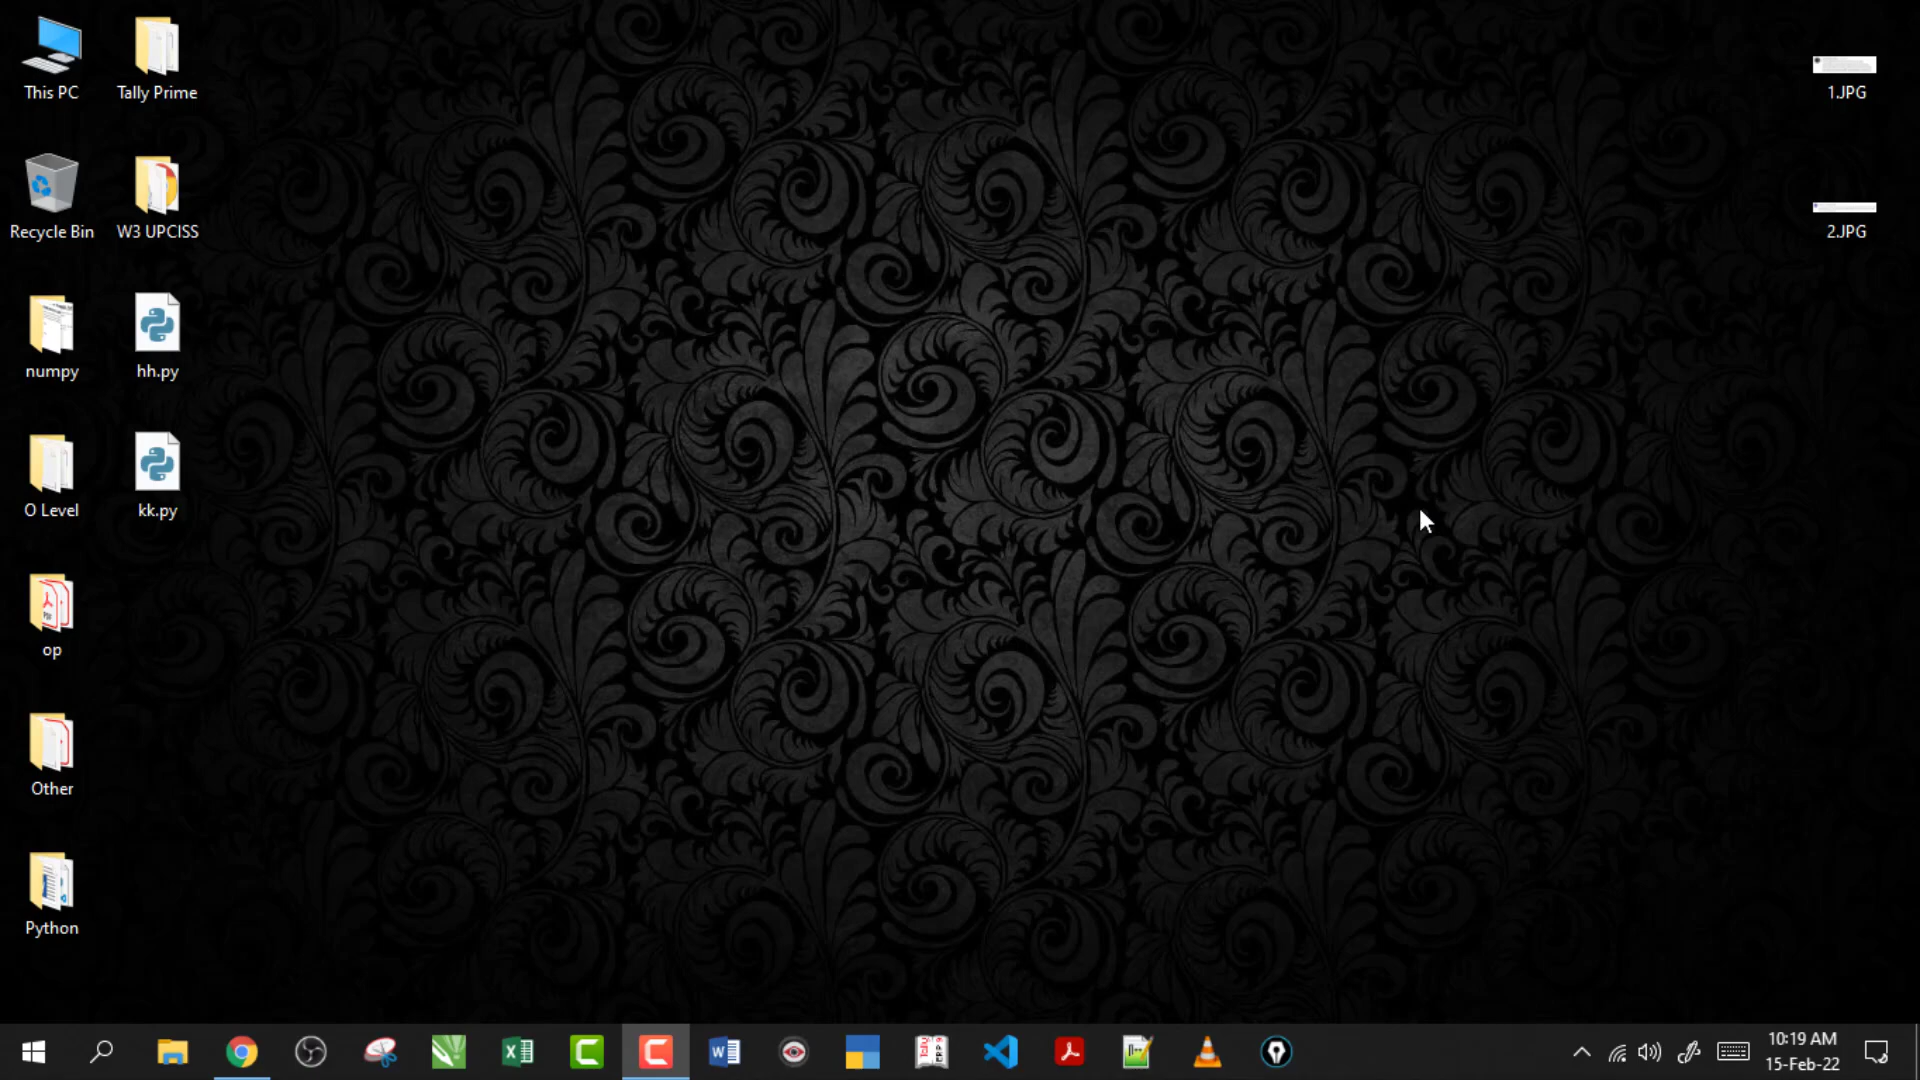 This PC
Tally Prime
Recycle Bin
W3 UPCISS
numpy
hh.py
O Level
kk.py
op
Other
Python
1.JPG
2.JPG
10:19 AM
15-Feb-22